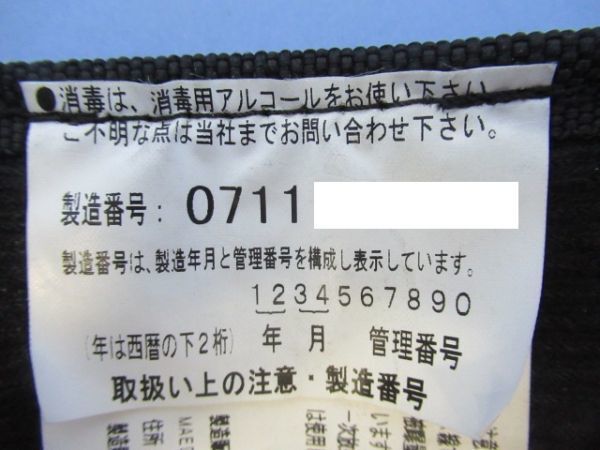 ●消毒は、消毒用アルコールをお使い下さい
ご不明な点は当社までお問い合わせ下さい。
製造番号：0711
製造番号は、製造年月と管理番号を構成し表示しています。
1234567890
(年は西暦の下2桁) 年 月 管理番号
取扱い上の注意・製造番号